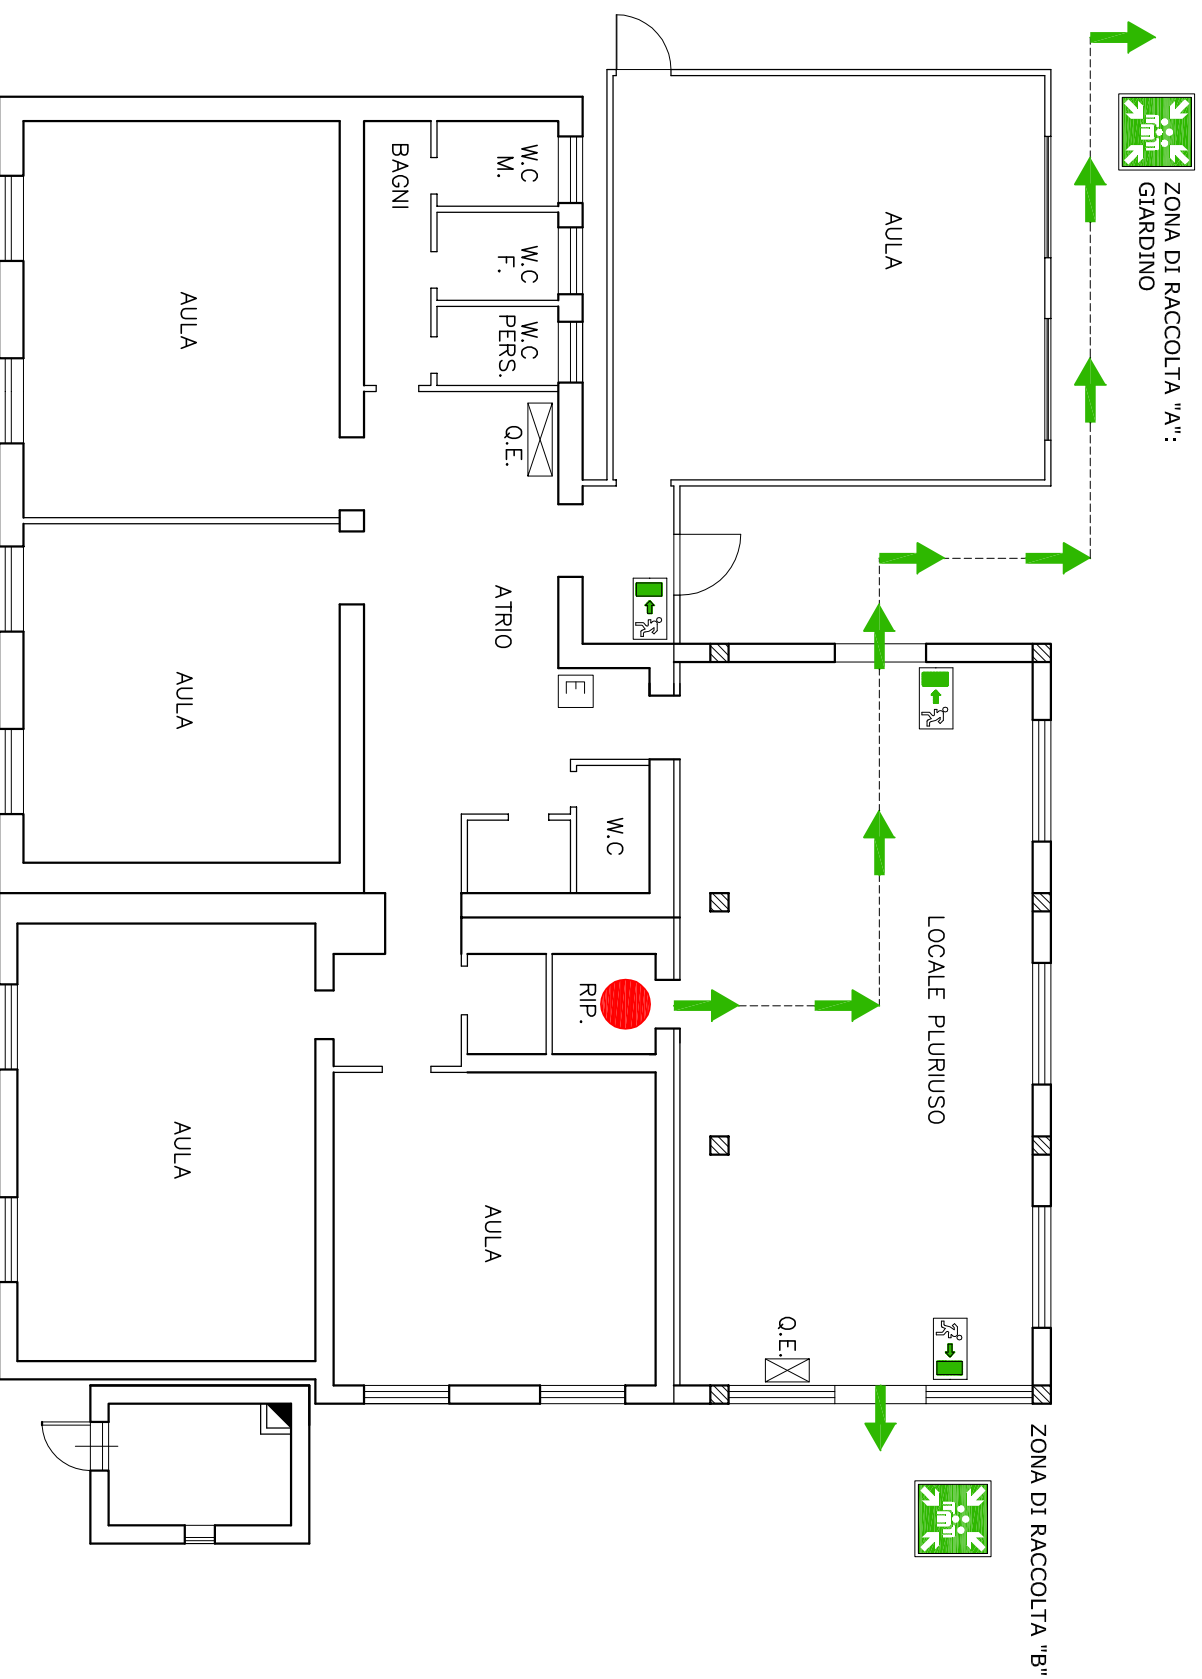 ZONA DI RACCOLTA "A":
GIARDINO
AULA
W.C
M.
W.C
F.
W.C
PERS.
BAGNI
Q.E.
AULA
ATRIO
E
AULA
W.C
LOCALE PLURIUSO
RIP.
AULA
AULA
Q.E.
ZONA DI RACCOLTA "B"